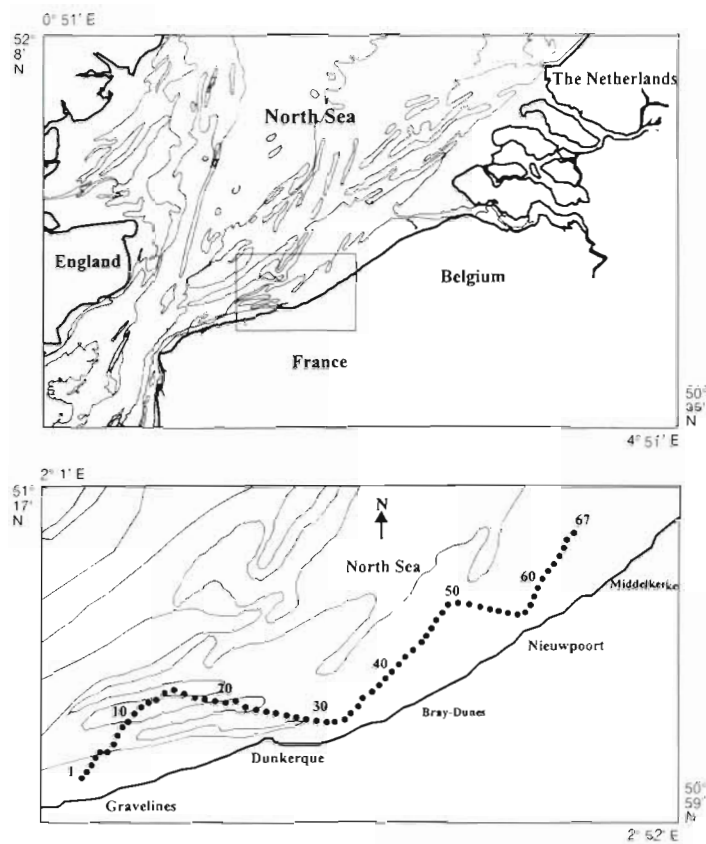 0° 51' E
52°
8'
N
The Netherlands
North Sea
England
Belgium
France
50°
35'
N
4° 51' E
2° 1' E
51°
17'
N
N
67
North Sea
60
50
Middelkerke
Nieuwpoort
40
20
10
30
Bray-Dunes
1
Dunkerque
Gravelines
50°
59'
N
2° 52' E